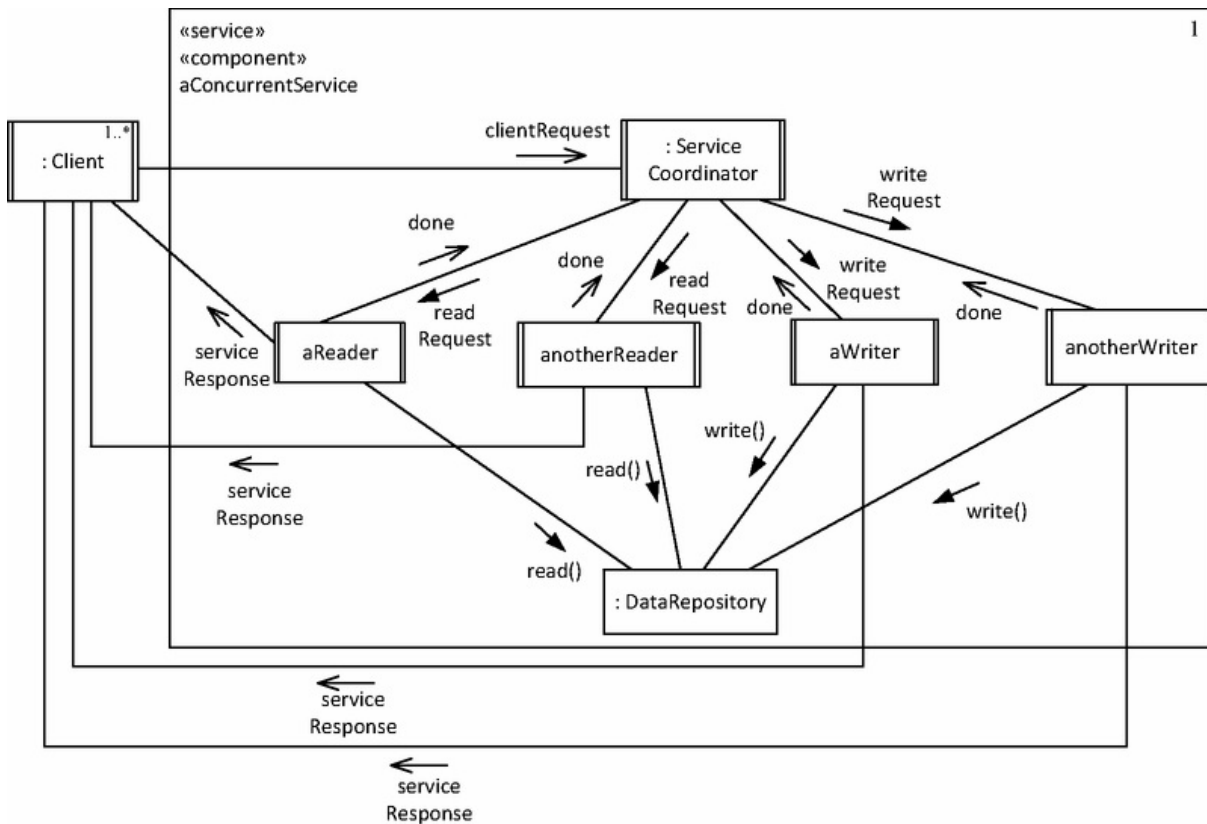 «service»
1
«component»
aConcurrentService
1..*
: Client
clientRequest
: Service
Coordinator
write
Request
done
done
read
Request
write
Request
read
Request
done
done
service
Response
aReader
anotherReader
aWriter
anotherWriter
write()
read()
service
Response
write()
read()
: DataRepository
service
Response
service
Response